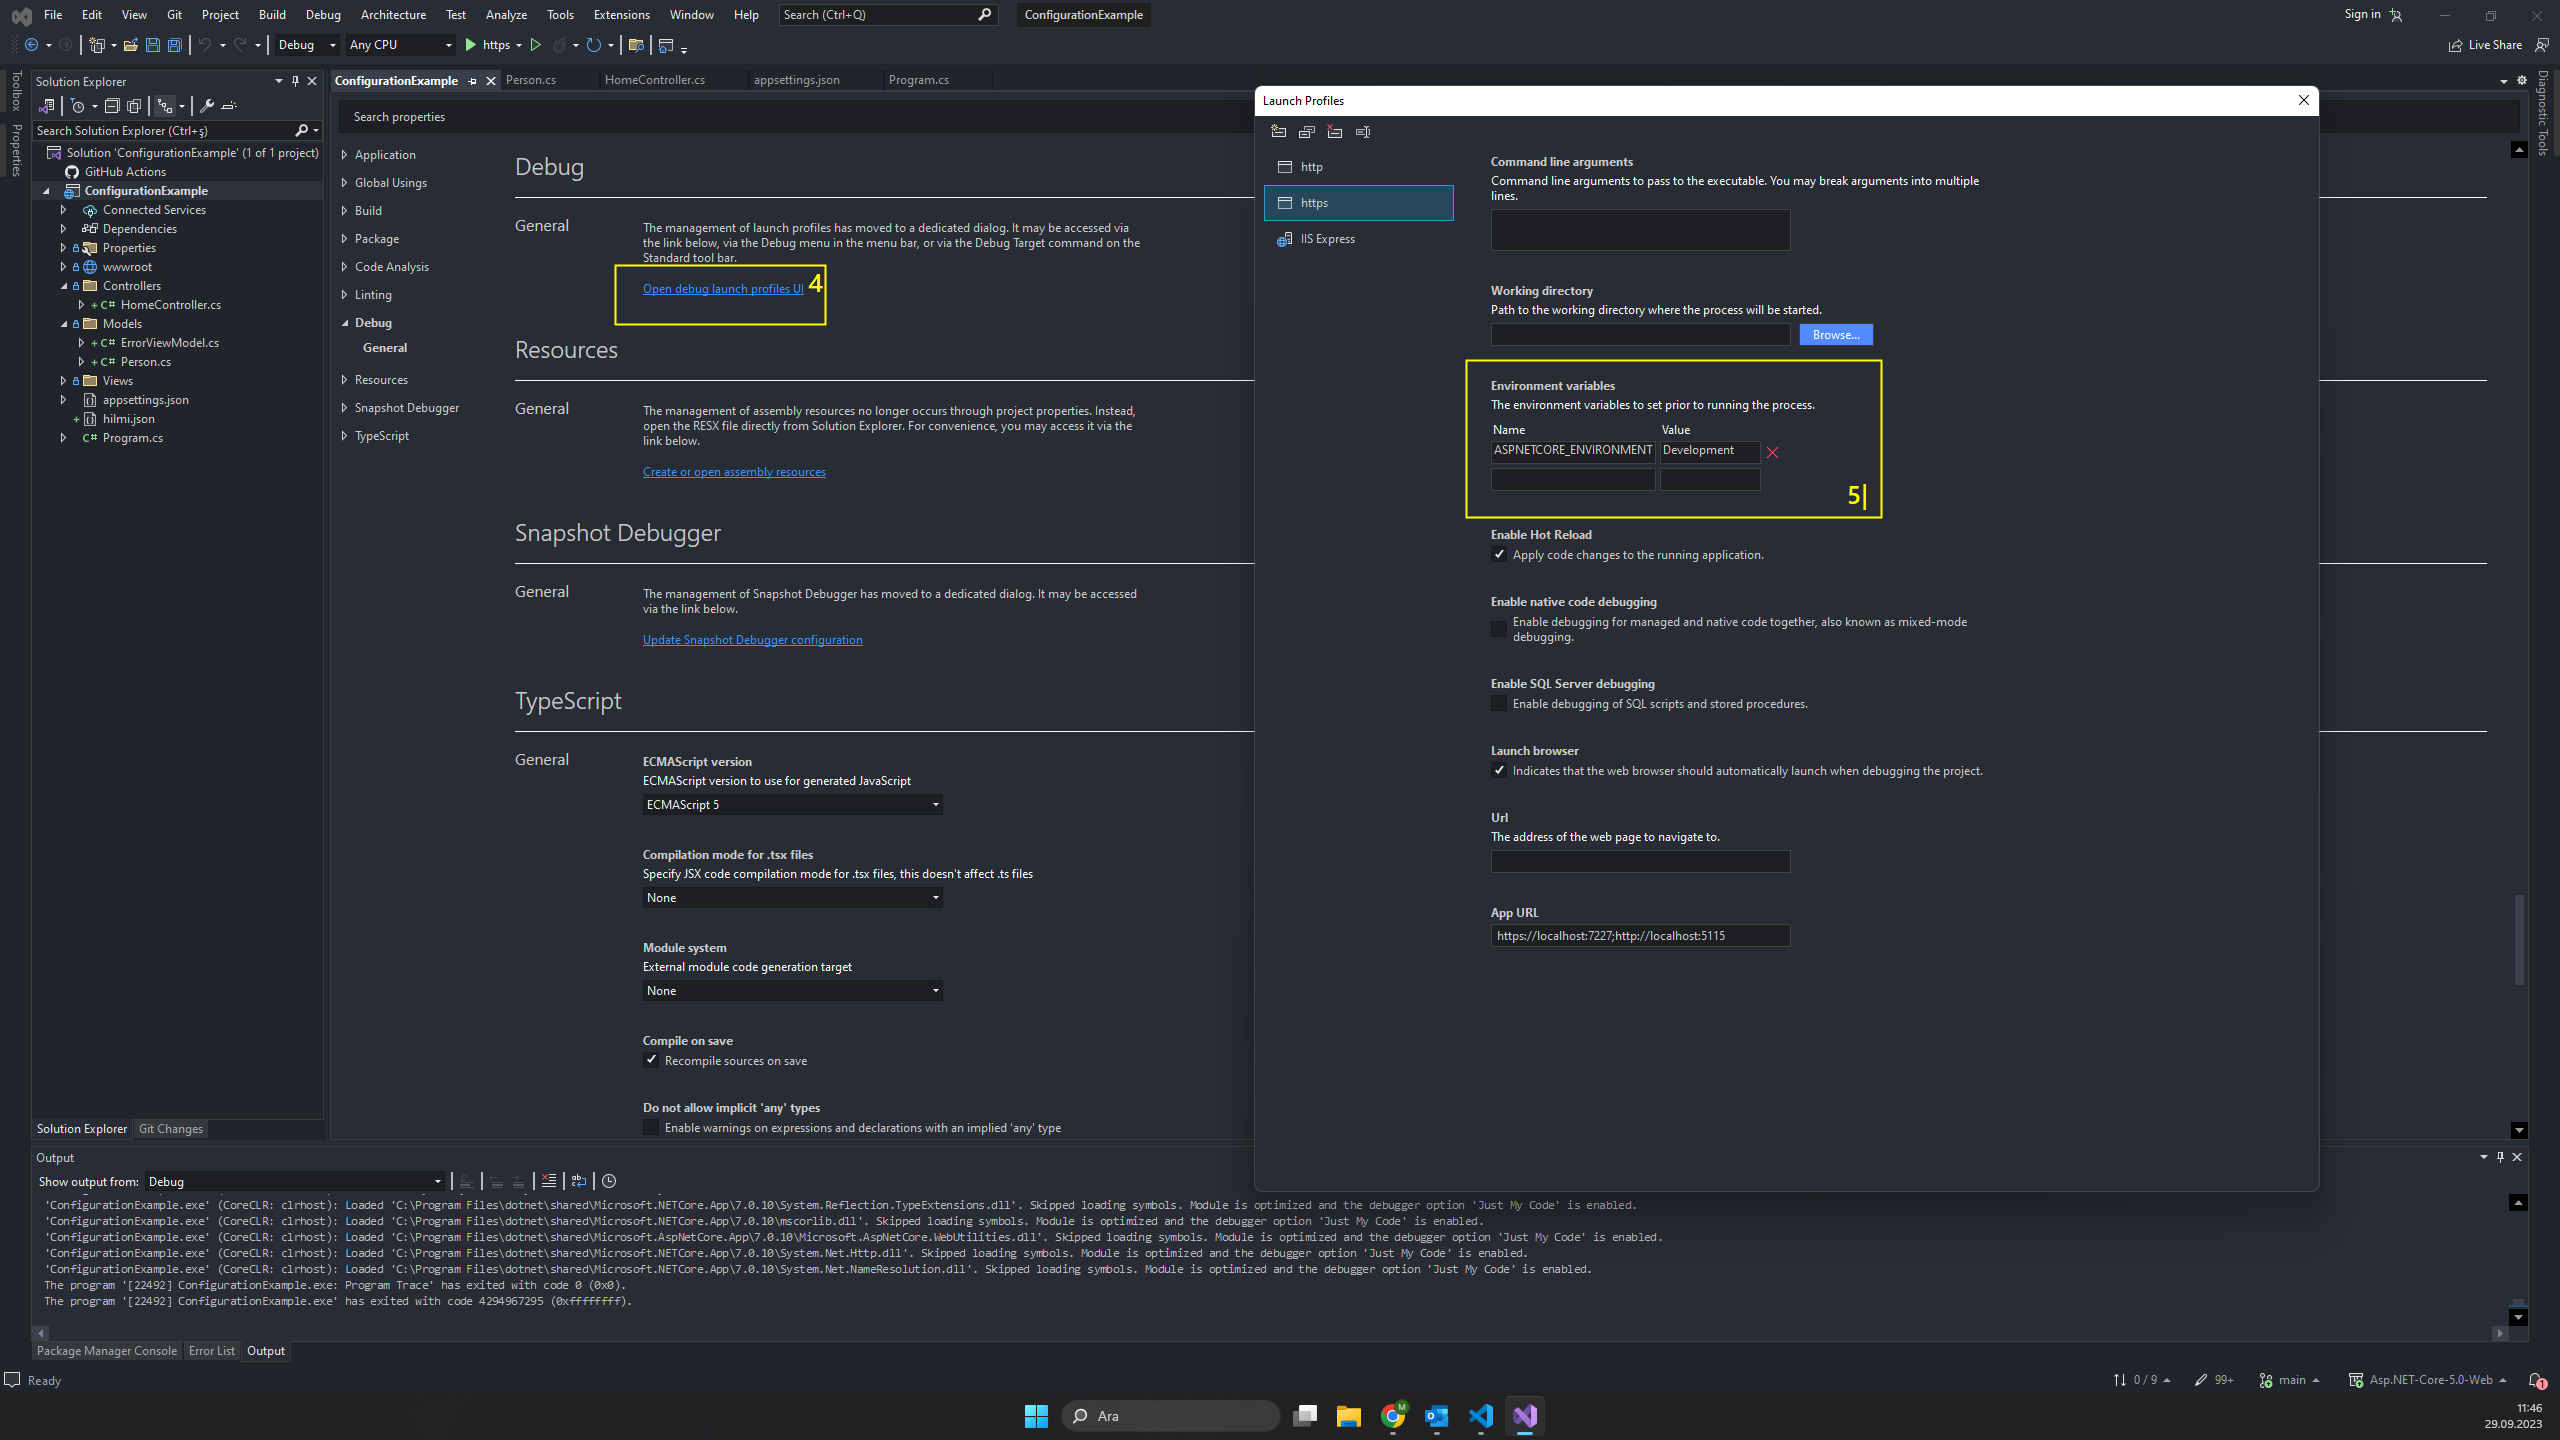 File Edit View Git Project Build Debug Architecture Test Analyze Tools Extensions Window Help Search (Ctrl+Q) ConfigurationExample Sign in
Debug Any CPU https Live Share
Toolbox
Properties
Solution Explorer
Search Solution Explorer (Ctrl+ş)
Solution 'ConfigurationExample' (1 of 1 project)
GitHub Actions
ConfigurationExample
Connected Services
Dependencies
Properties
wwwroot
Controllers
+ C# HomeController.cs
Models
+ C# ErrorViewModel.cs
+ C# Person.cs
Views
appsettings.json
+ hilmi.json
C# Program.cs
Solution Explorer Git Changes
ConfigurationExample Person.cs HomeController.cs appsettings.json Program.cs
Search properties
Application
Global Usings
Build
Package
Code Analysis
Linting
Debug
General
Resources
Snapshot Debugger
TypeScript
Debug
General
The management of launch profiles has moved to a dedicated dialog. It may be accessed via
the link below, via the Debug menu in the menu bar, or via the Debug Target command on the
Standard tool bar.
Open debug launch profiles UI 4
Resources
General
The management of assembly resources no longer occurs through project properties. Instead,
open the RESX file directly from Solution Explorer. For convenience, you may access it via the
link below.
Create or open assembly resources
Snapshot Debugger
General
The management of Snapshot Debugger has moved to a dedicated dialog. It may be accessed
via the link below.
Update Snapshot Debugger configuration
TypeScript
General
ECMAScript version
ECMAScript version to use for generated JavaScript
ECMAScript 5
Compilation mode for .tsx files
Specify JSX code compilation mode for .tsx files, this doesn't affect .ts files
None
Module system
External module code generation target
None
Compile on save
Recompile sources on save
Do not allow implicit 'any' types
Enable warnings on expressions and declarations with an implied 'any' type
Launch Profiles
http
https
IIS Express
Command line arguments
Command line arguments to pass to the executable. You may break arguments into multiple
lines.
Working directory
Path to the working directory where the process will be started.
Browse...
Environment variables
The environment variables to set prior to running the process.
Name Value
ASPNETCORE_ENVIRONMENT Development
5|
Enable Hot Reload
Apply code changes to the running application.
Enable native code debugging
Enable debugging for managed and native code together, also known as mixed-mode
debugging.
Enable SQL Server debugging
Enable debugging of SQL scripts and stored procedures.
Launch browser
Indicates that the web browser should automatically launch when debugging the project.
Url
The address of the web page to navigate to.
App URL
https://localhost:7227;http://localhost:5115
Diagnostic Tools
Output
Show output from: Debug
'ConfigurationExample.exe' (CoreCLR: clrhost): Loaded 'C:\Program Files\dotnet\shared\Microsoft.NETCore.App\7.0.10\System.Reflection.TypeExtensions.dll'. Skipped loading symbols. Module is optimized and the debugger option 'Just My Code' is enabled.
'ConfigurationExample.exe' (CoreCLR: clrhost): Loaded 'C:\Program Files\dotnet\shared\Microsoft.NETCore.App\7.0.10\mscorlib.dll'. Skipped loading symbols. Module is optimized and the debugger option 'Just My Code' is enabled.
'ConfigurationExample.exe' (CoreCLR: clrhost): Loaded 'C:\Program Files\dotnet\shared\Microsoft.AspNetCore.App\7.0.10\Microsoft.AspNetCore.WebUtilities.dll'. Skipped loading symbols. Module is optimized and the debugger option 'Just My Code' is enabled.
'ConfigurationExample.exe' (CoreCLR: clrhost): Loaded 'C:\Program Files\dotnet\shared\Microsoft.NETCore.App\7.0.10\System.Net.Http.dll'. Skipped loading symbols. Module is optimized and the debugger option 'Just My Code' is enabled.
'ConfigurationExample.exe' (CoreCLR: clrhost): Loaded 'C:\Program Files\dotnet\shared\Microsoft.NETCore.App\7.0.10\System.Net.NameResolution.dll'. Skipped loading symbols. Module is optimized and the debugger option 'Just My Code' is enabled.
The program '[22492] ConfigurationExample.exe: Program Trace' has exited with code 0 (0x0).
The program '[22492] ConfigurationExample.exe' has exited with code 4294967295 (0xffffffff).
Package Manager Console Error List Output
Ready 0 / 9 99+ main Asp.NET-Core-5.0-Web 1
Ara M
11:46
29.09.2023